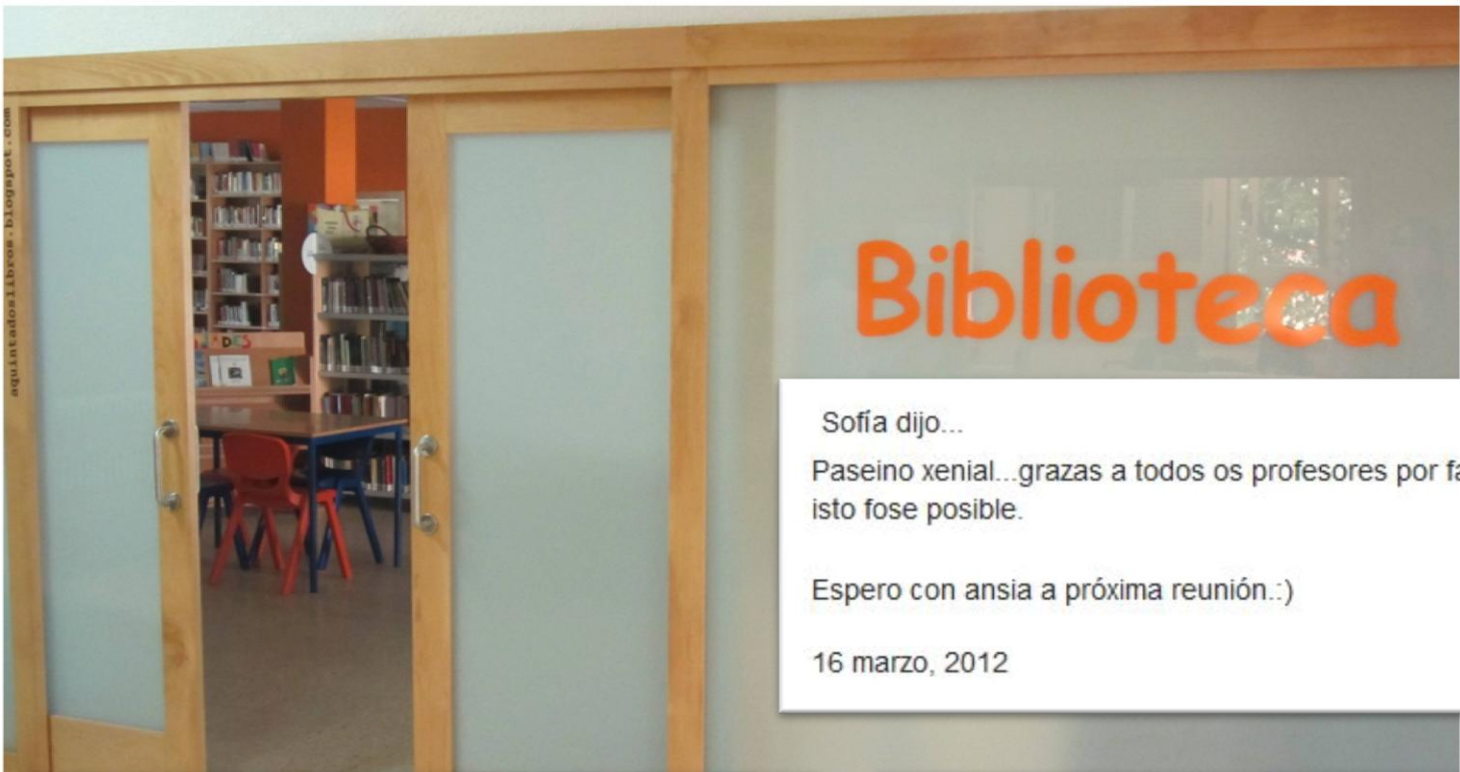 aquintadoslibros.blogspot.com
Biblioteca
DES
Sofía dijo...
Paseino xenial...grazas a todos os profesores por fa
isto fose posible.
Espero con ansia a próxima reunión.:)
16 marzo, 2012